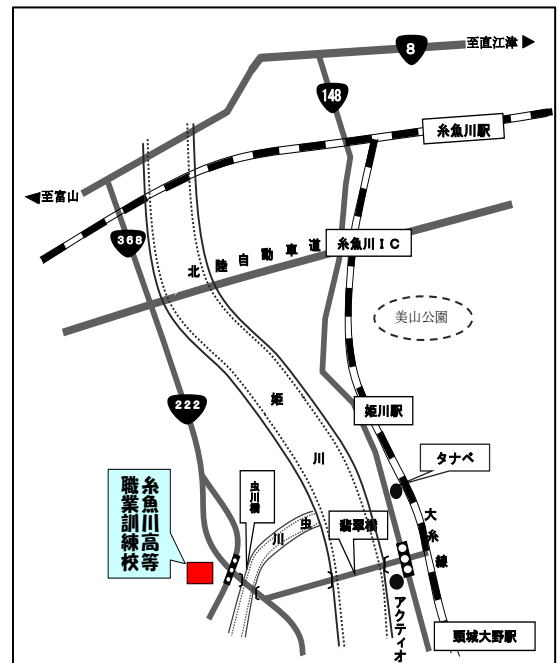 至直江津
8
148
糸魚川駅
至富山
368
北陸自動車道
糸魚川IC
美山公園
222
姫川
姫川駅
タナベ
糸魚川高等
職業訓練校
虫川橋
虫川
翡翠橋
大糸線
アクティオ
頸城大野駅